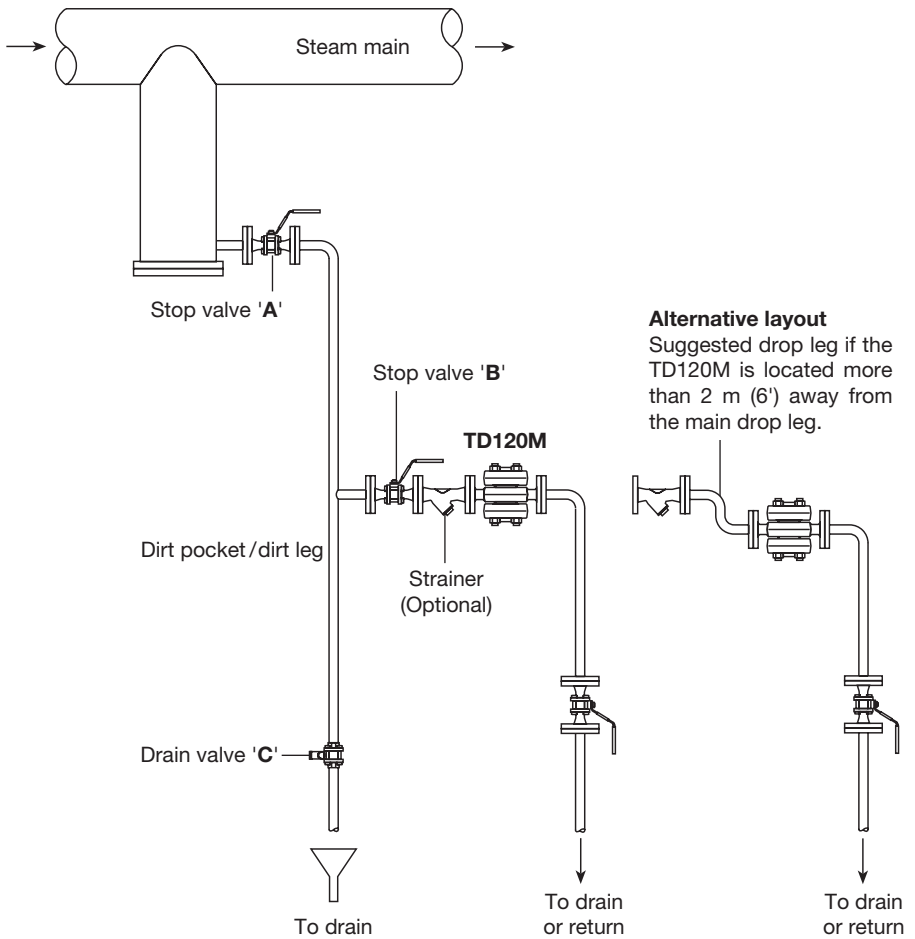 Steam main
Stop valve 'A'
Alternative layout
Suggested drop leg if the
TD120M is located more
than 2 m (6') away from
the main drop leg.
Stop valve 'B'
TD120M
Dirt pocket/dirt leg
Strainer
(Optional)
Drain valve 'C'
To drain
To drain
or return
To drain
or return